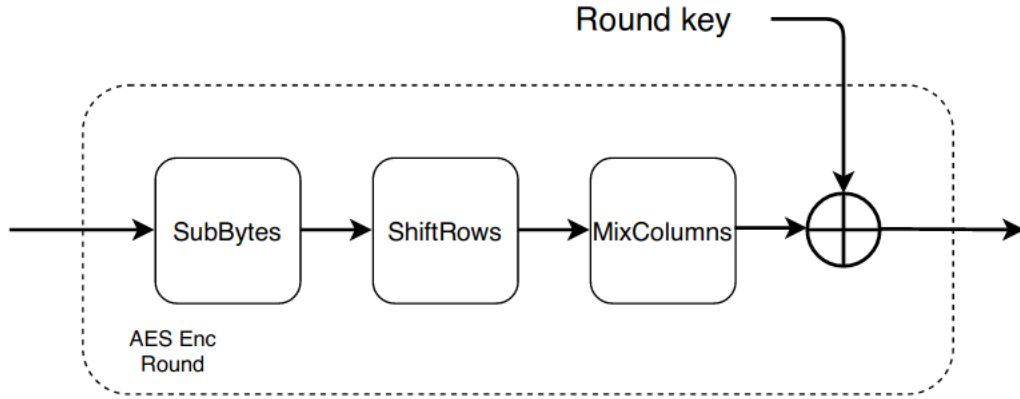 Round key
SubBytes
ShiftRows
MixColumns
AES Enc
Round